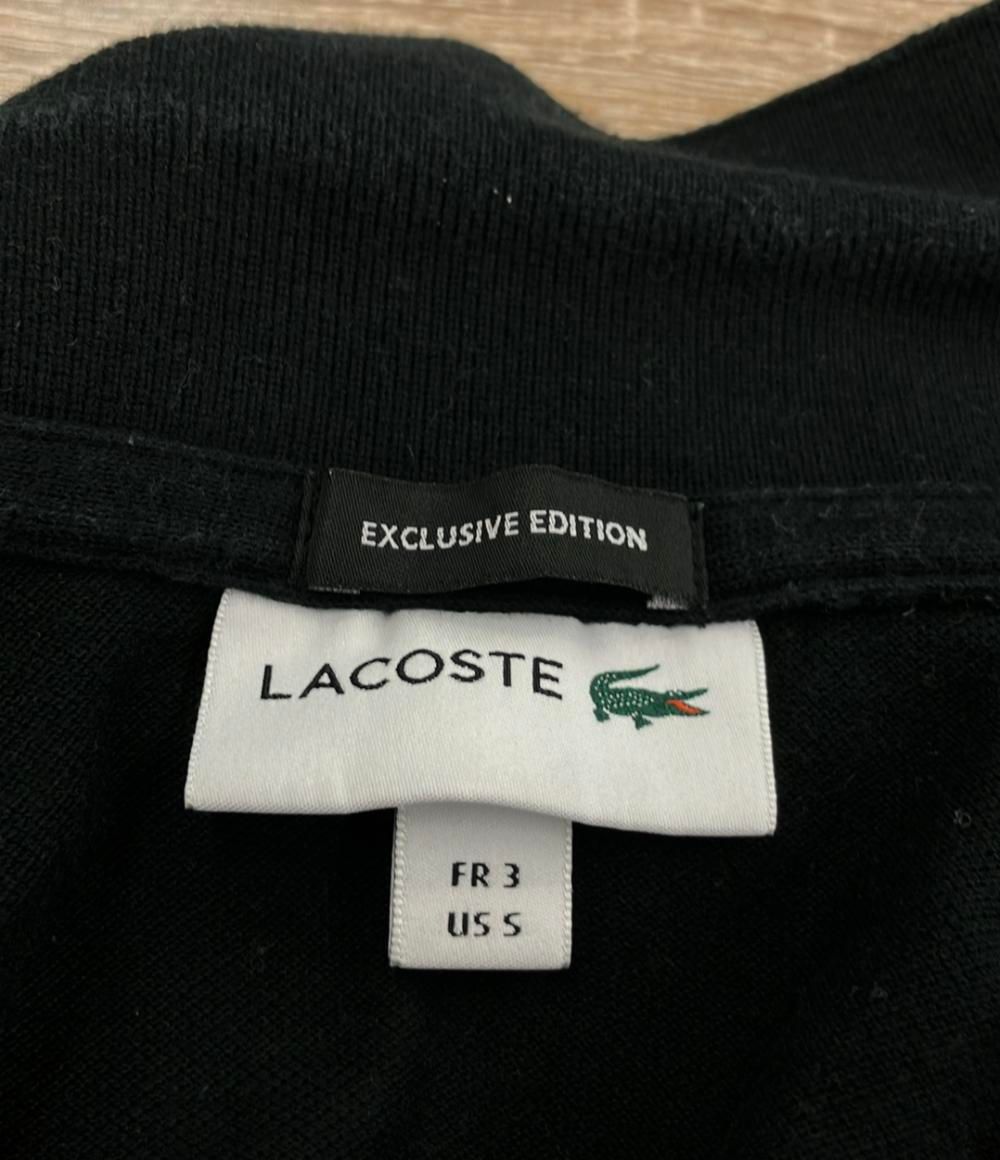 EXCLUSIVE EDITION
LACOSTE
FR 3
US S